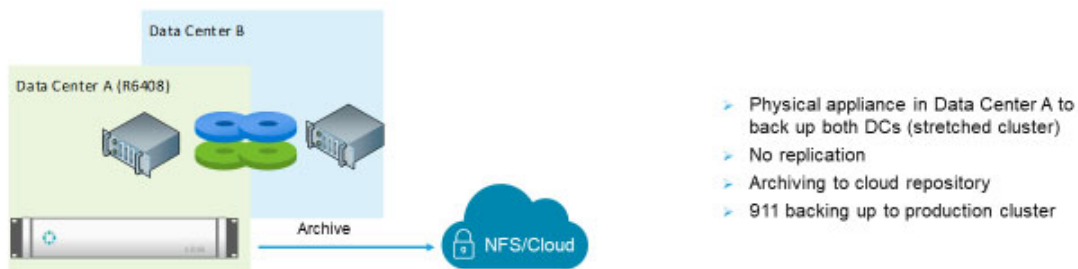 Data Center B
Data Center A (R6408)
Archive
NFS/Cloud
➢ Physical appliance in Data Center A to
back up both DCs (stretched cluster)
➢ No replication
➢ Archiving to cloud repository
➢ 911 backing up to production cluster